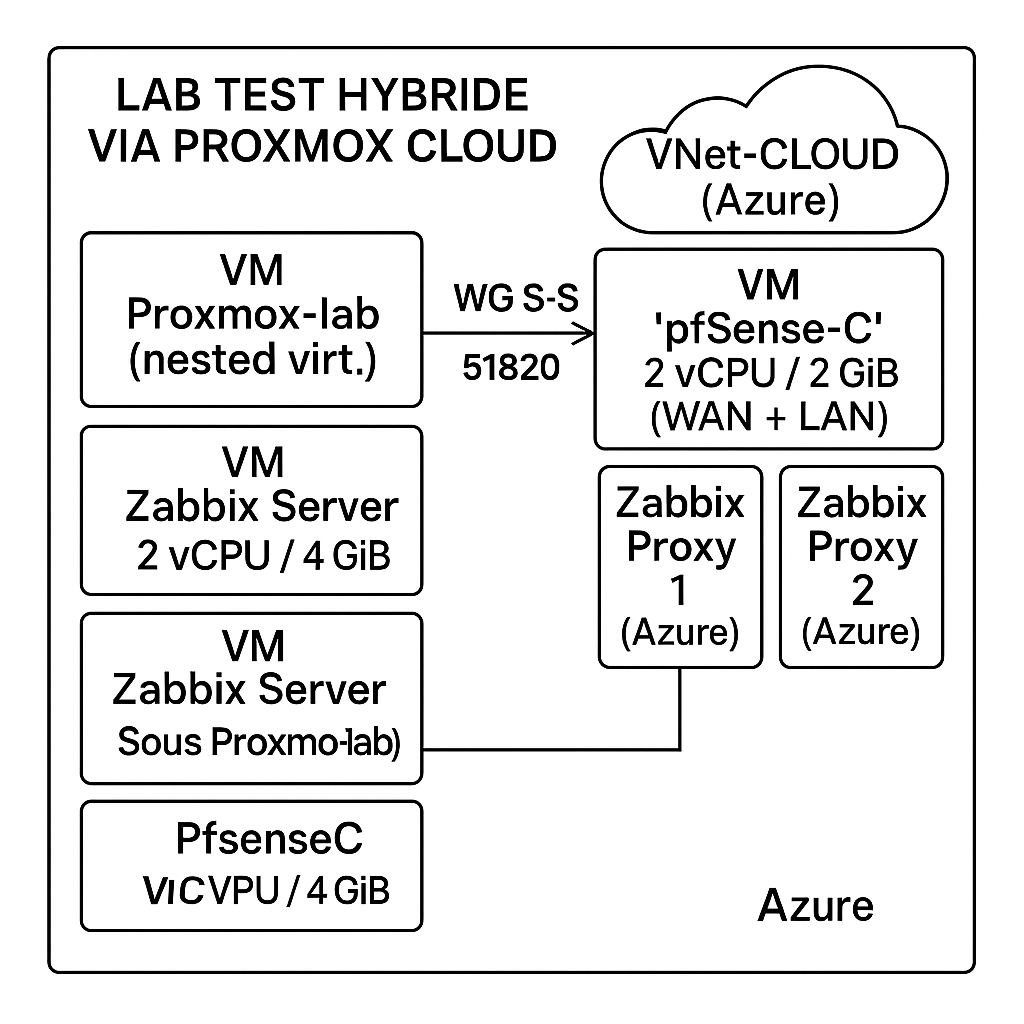 LAB TEST HYBRIDE
VIA PROXMOX CLOUD
VNet-CLOUD
(Azure)
VM
Proxmox-lab
(nested virt.)
WG S-S
51820
VM
'pfSense-C'
2 vCPU / 2 GiB
(WAN + LAN)
VM
Zabbix Server
2 vCPU / 4 GiB
Zabbix
Proxy
1
(Azure)
Zabbix
Proxy
2
(Azure)
VM
Zabbix Server
Sous Proxmo-lab)
PfsenseC
VICVPU / 4 GiB
Azure